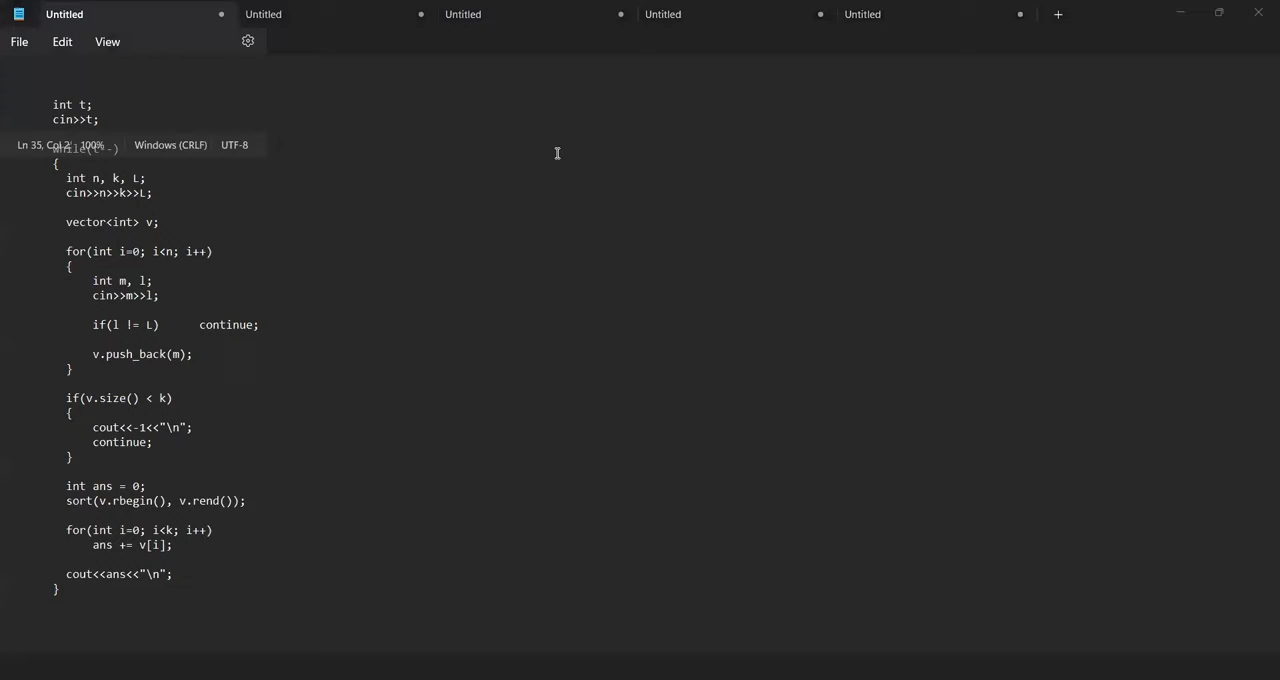 Untitled Untitled Untitled Untitled Untitled +
File Edit View
int t;
cin>>t;
Ln 35, Col 2 100% Windows (CRLF) UTF-8
while(t--)
{
int n, k, L;
cin>>n>>k>>L;
vector<int> v;
for(int i=0; i<n; i++)
{
int m, l;
cin>>m>>l;
if(l != L) continue;
v.push_back(m);
}
if(v.size() < k)
{
cout<<-1<<"\n";
continue;
}
int ans = 0;
sort(v.rbegin(), v.rend());
for(int i=0; i<k; i++)
ans += v[i];
cout<<ans<<"\n";
}